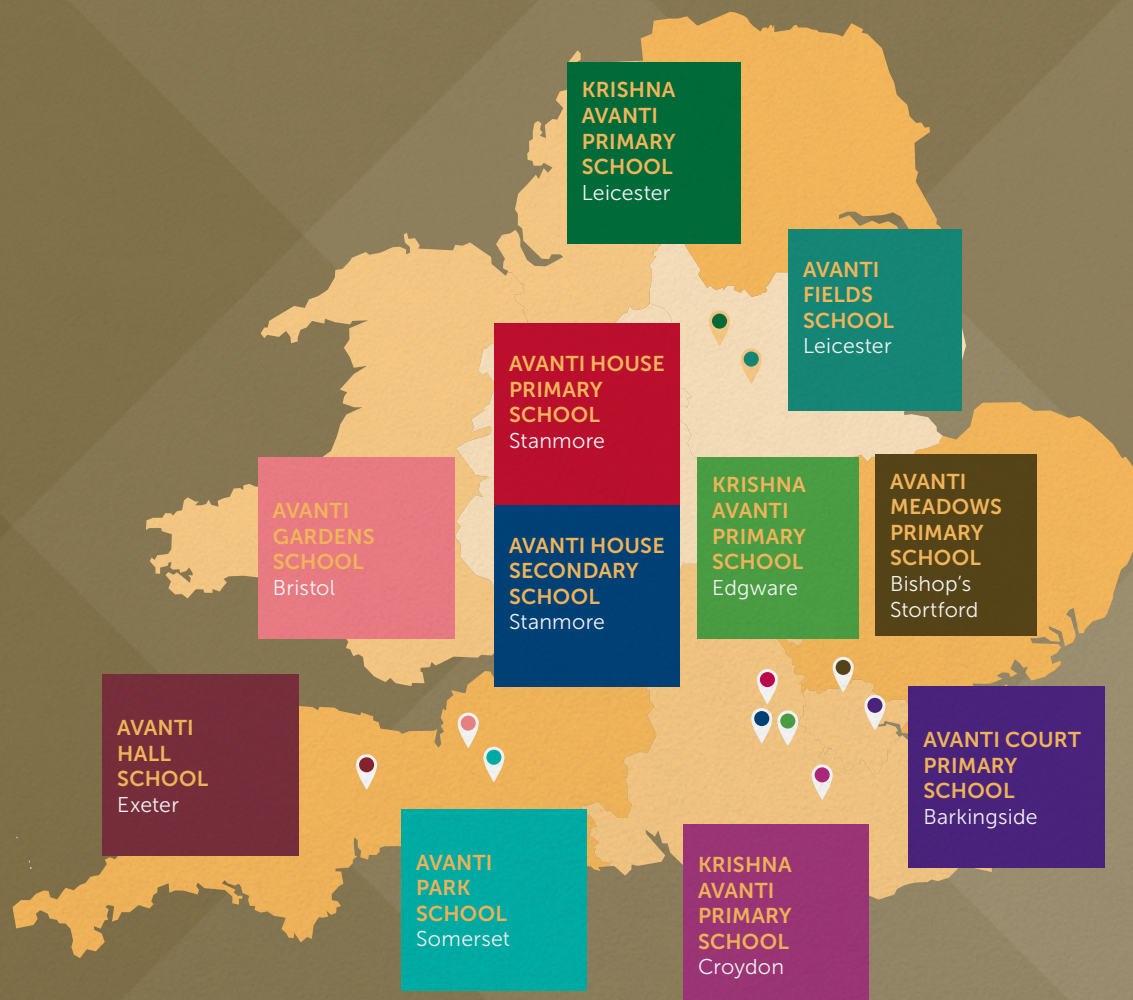 KRISHNA
AVANTI
PRIMARY
SCHOOL
Leicester
AVANTI
FIELDS
SCHOOL
Leicester
AVANTI HOUSE
PRIMARY
SCHOOL
Stanmore
AVANTI GARDENS
SCHOOL
Bristol
AVANTI HOUSE
SECONDARY
SCHOOL
Stanmore
KRISHNA
AVANTI
PRIMARY
SCHOOL
Edgware
AVANTI
MEADOWS
PRIMARY
SCHOOL
Bishop’s
Stortford
AVANTI
HALL
SCHOOL
Exeter
AVANTI COURT
PRIMARY
SCHOOL
Barkingside
AVANTI
PARK
SCHOOL
Somerset
KRISHNA
AVANTI
PRIMARY
SCHOOL
Croydon